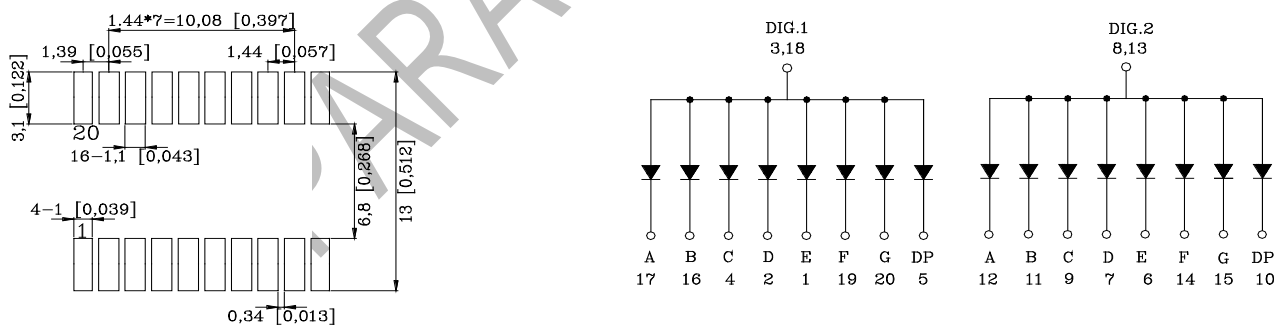 1.44*7=10,08 [0,397]
1,39 [0,055]
1,44 [0,057]
3,1 [0,122]
20
16-1,1 [0,043]
6,8 [0,268]
13 [0,512]
4-1 [0,039]
1
0,34 [0,013]
PARA
DIG.1
3,18
A B C D E F G DP
17 16 4 2 1 19 20 5
DIG.2
8,13
A B C D E F G DP
12 11 9 7 6 14 15 10